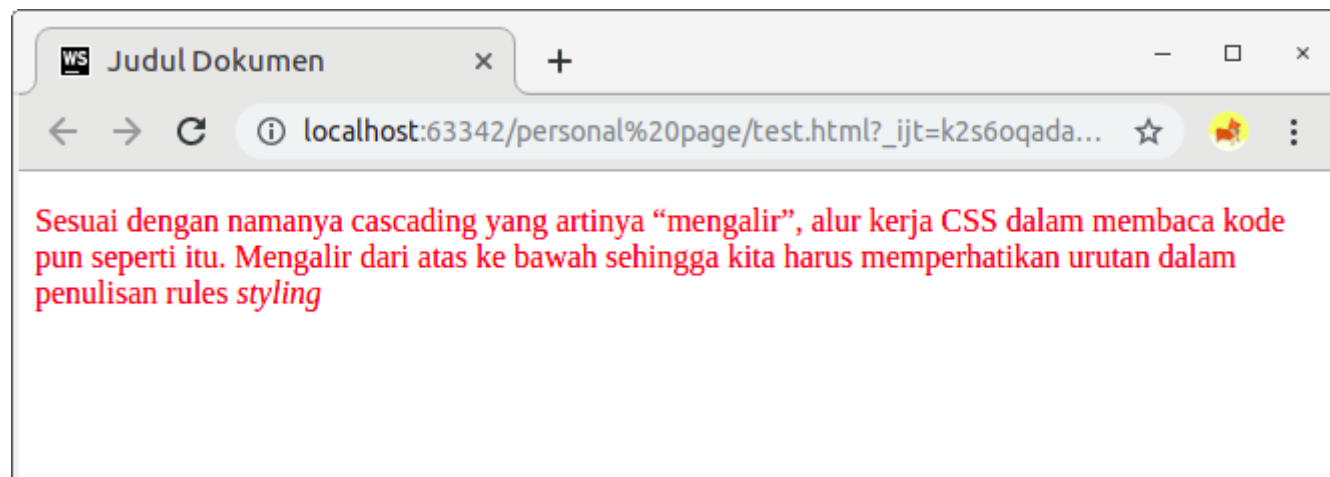 WS Judul Dokumen
localhost:63342/personal%20page/test.html?_ijt=k2s6oqada...
Sesuai dengan namanya cascading yang artinya “mengalir”, alur kerja CSS dalam membaca kode
pun seperti itu. Mengalir dari atas ke bawah sehingga kita harus memperhatikan urutan dalam
penulisan rules styling